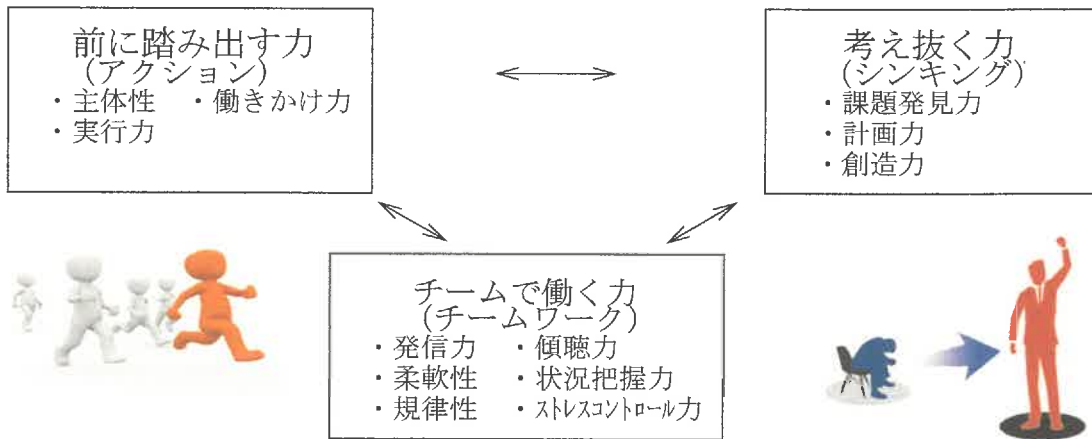 前に踏み出す力
(アクション)
・主体性 ・働きかけ力
・実行力
考え抜く力
(シンキング)
・課題発見力
・計画力
・創造力
チームで働く力
(チームワーク)
・発信力 ・傾聴力
・柔軟性 ・状況把握力
・規律性 ・ストレスコントロール力